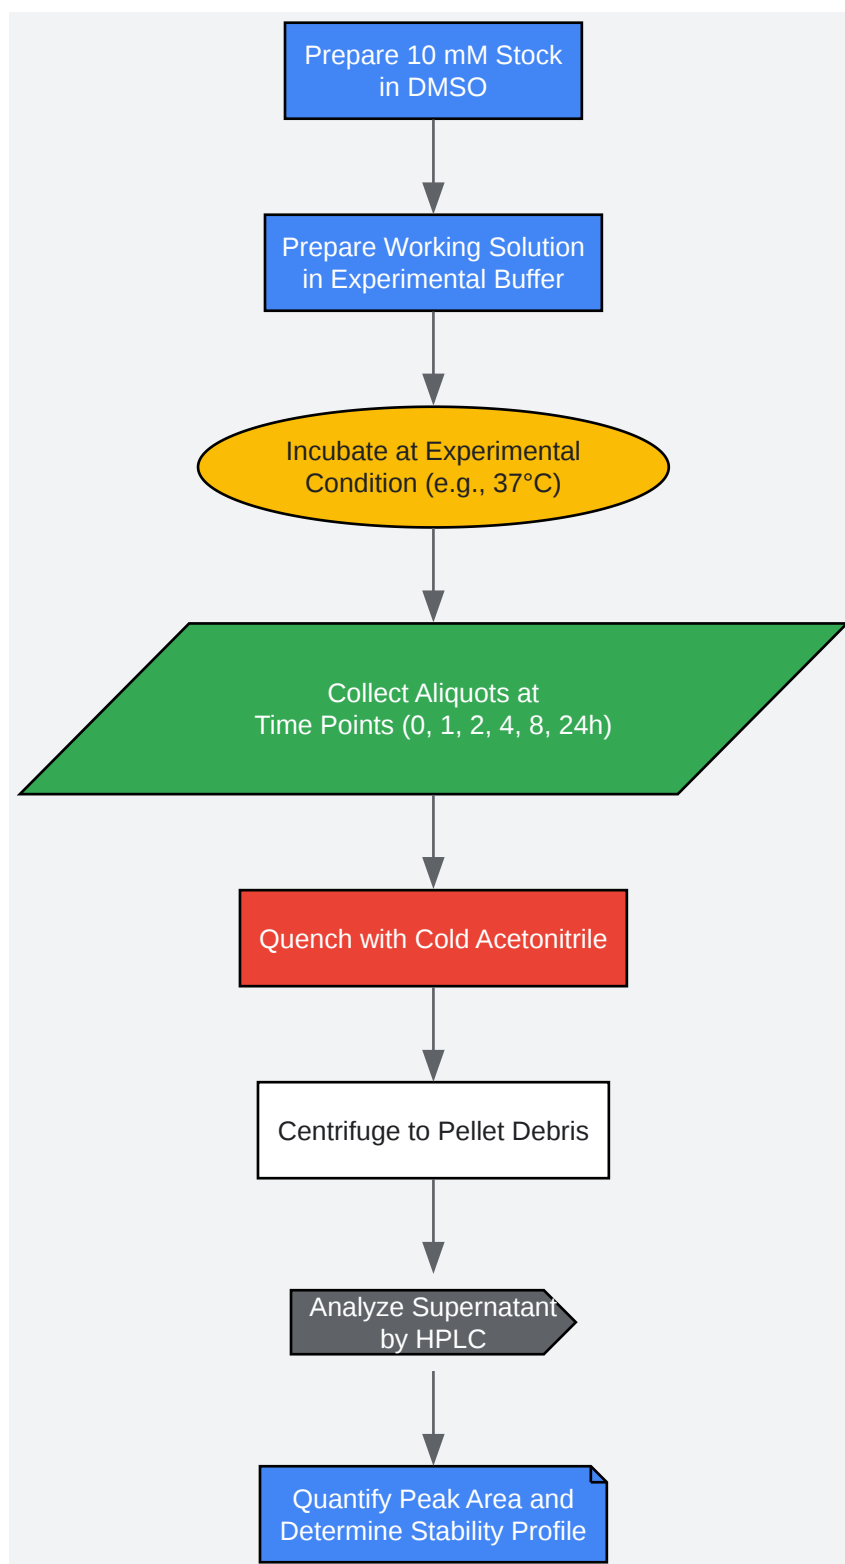 Prepare 10 mM Stock
in DMSO
Prepare Working Solution
in Experimental Buffer
Incubate at Experimental
Condition (e.g., 37°C)
Collect Aliquots at
Time Points (0, 1, 2, 4, 8, 24h)
Quench with Cold Acetonitrile
Centrifuge to Pellet Debris
Analyze Supernatant
by HPLC
Quantify Peak Area and
Determine Stability Profile